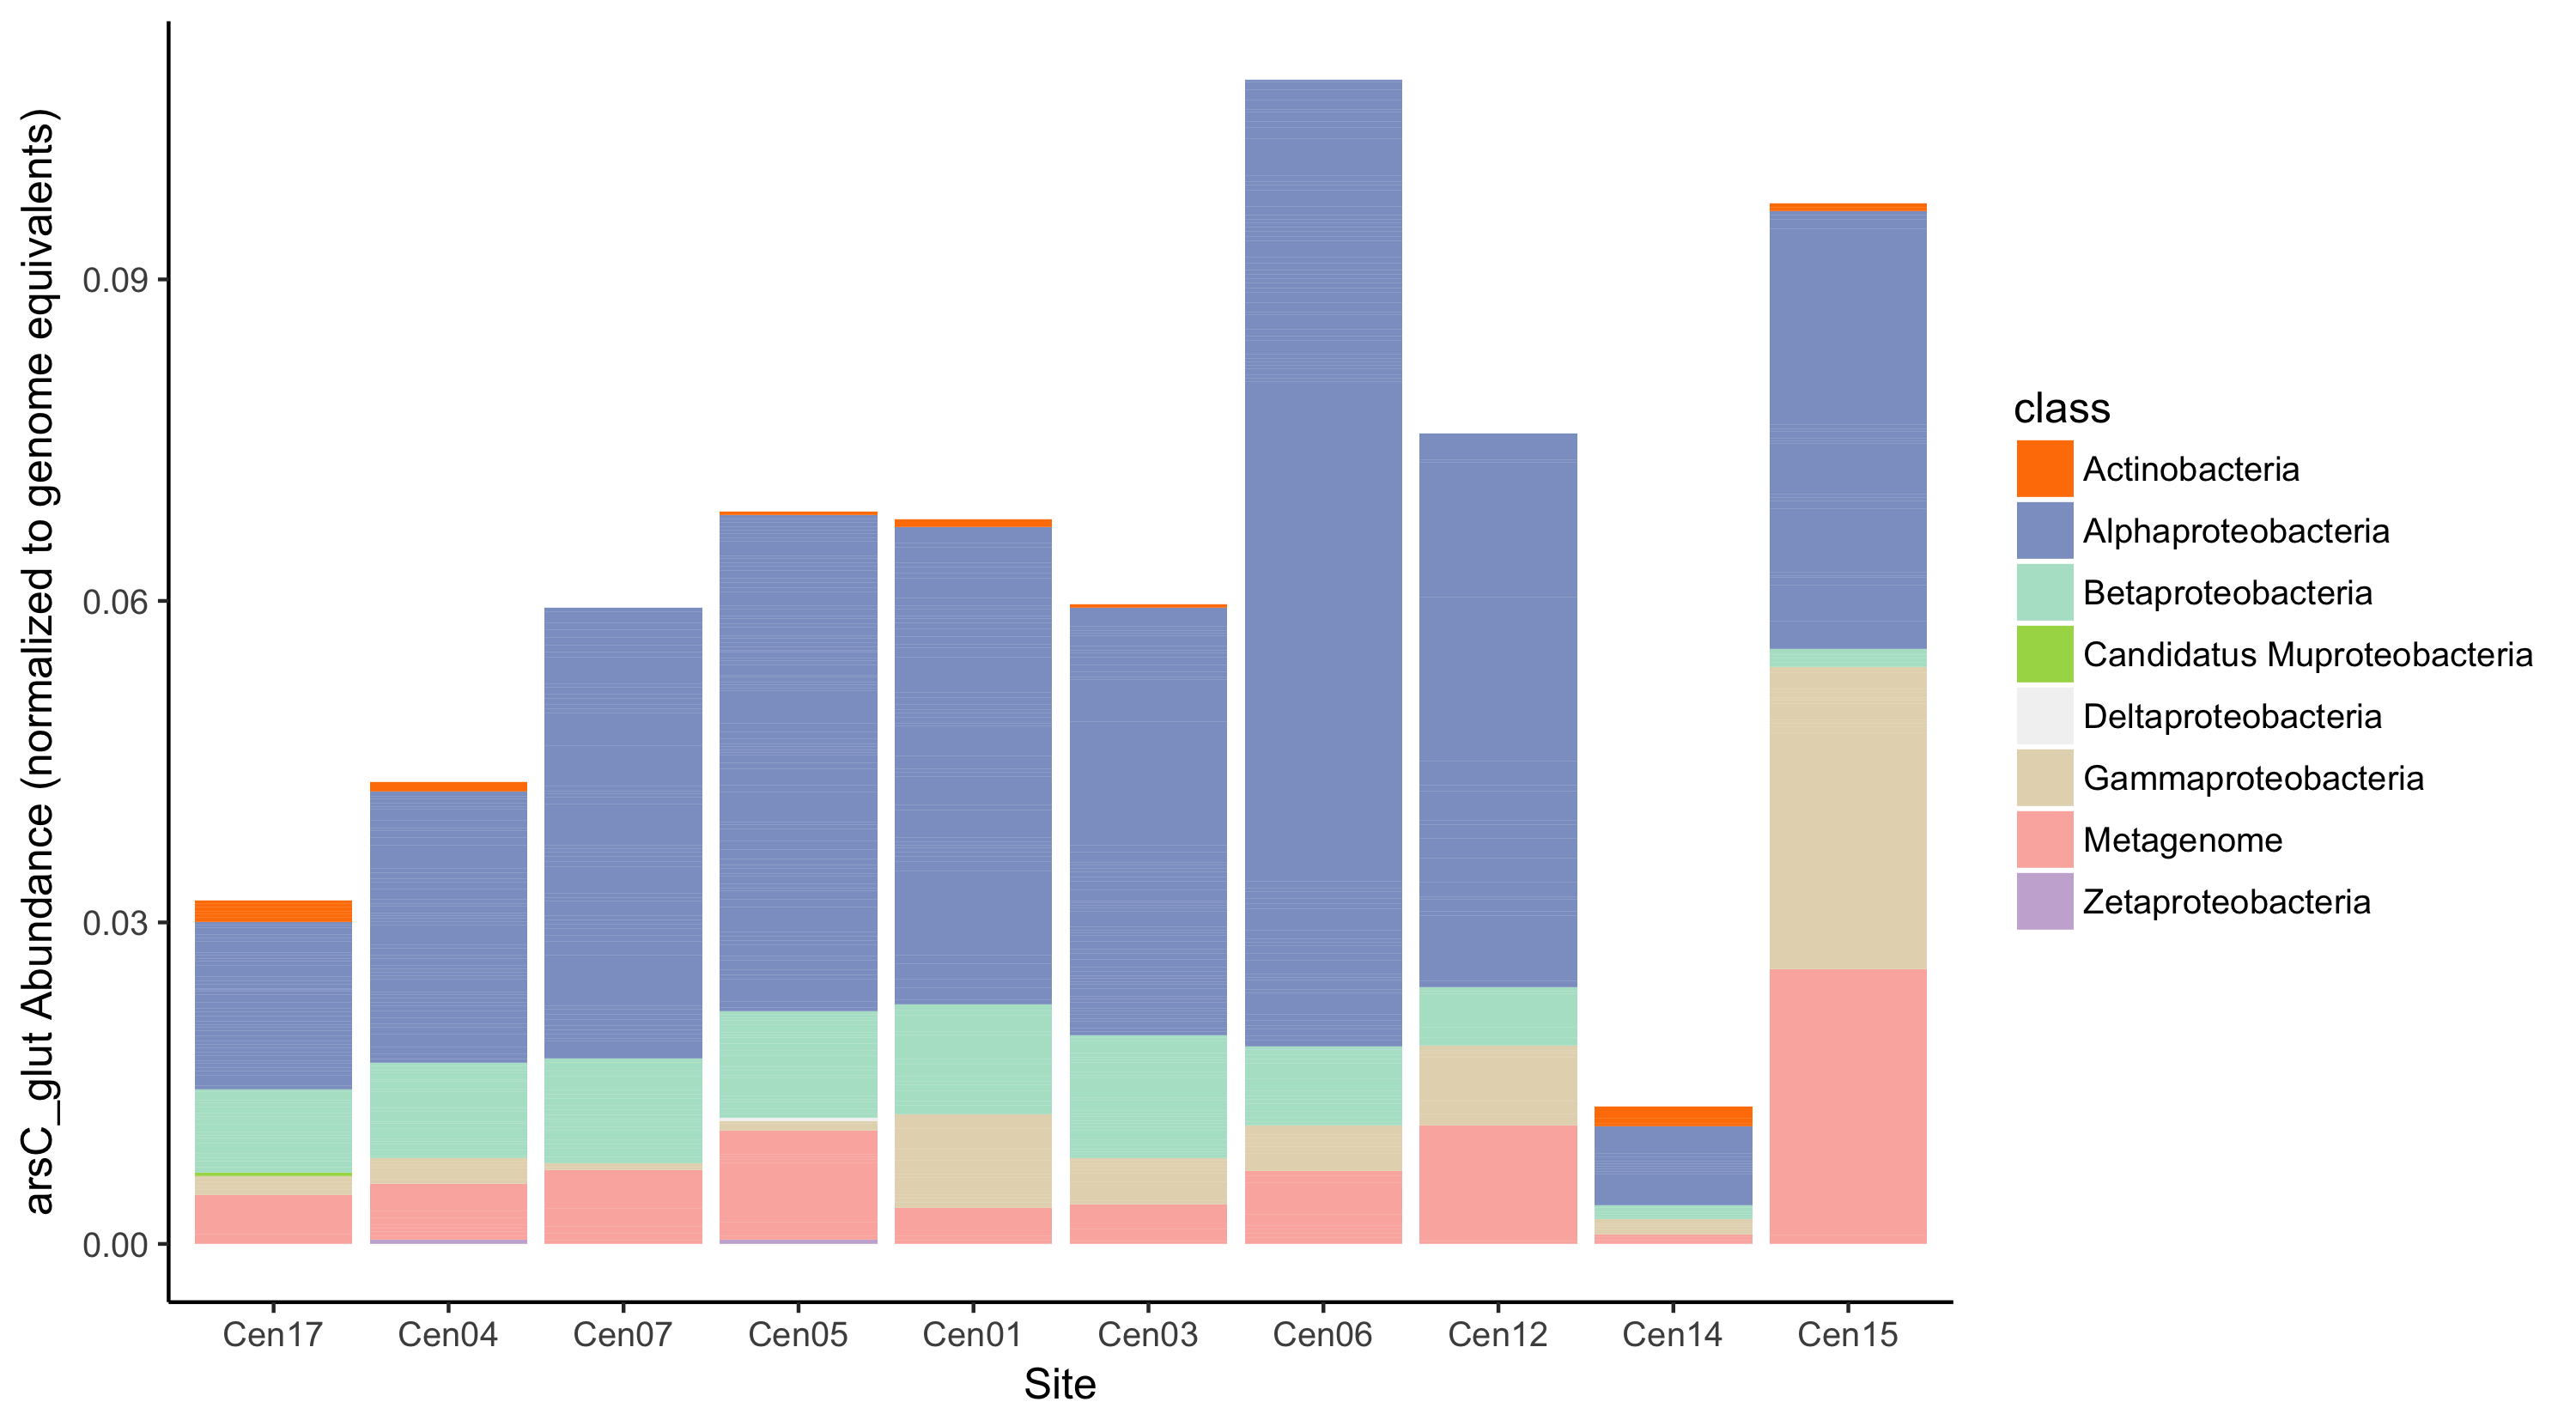 arsC_glut Abundance (normalized to genome equivalents)
0.09
0.06
0.03
0.00
Cen17 Cen04 Cen07 Cen05 Cen01 Cen03 Cen06 Cen12 Cen14 Cen15
Site
class
Actinobacteria
Alphaproteobacteria
Betaproteobacteria
Candidatus Muproteobacteria
Deltaproteobacteria
Gammaproteobacteria
Metagenome
Zetaproteobacteria